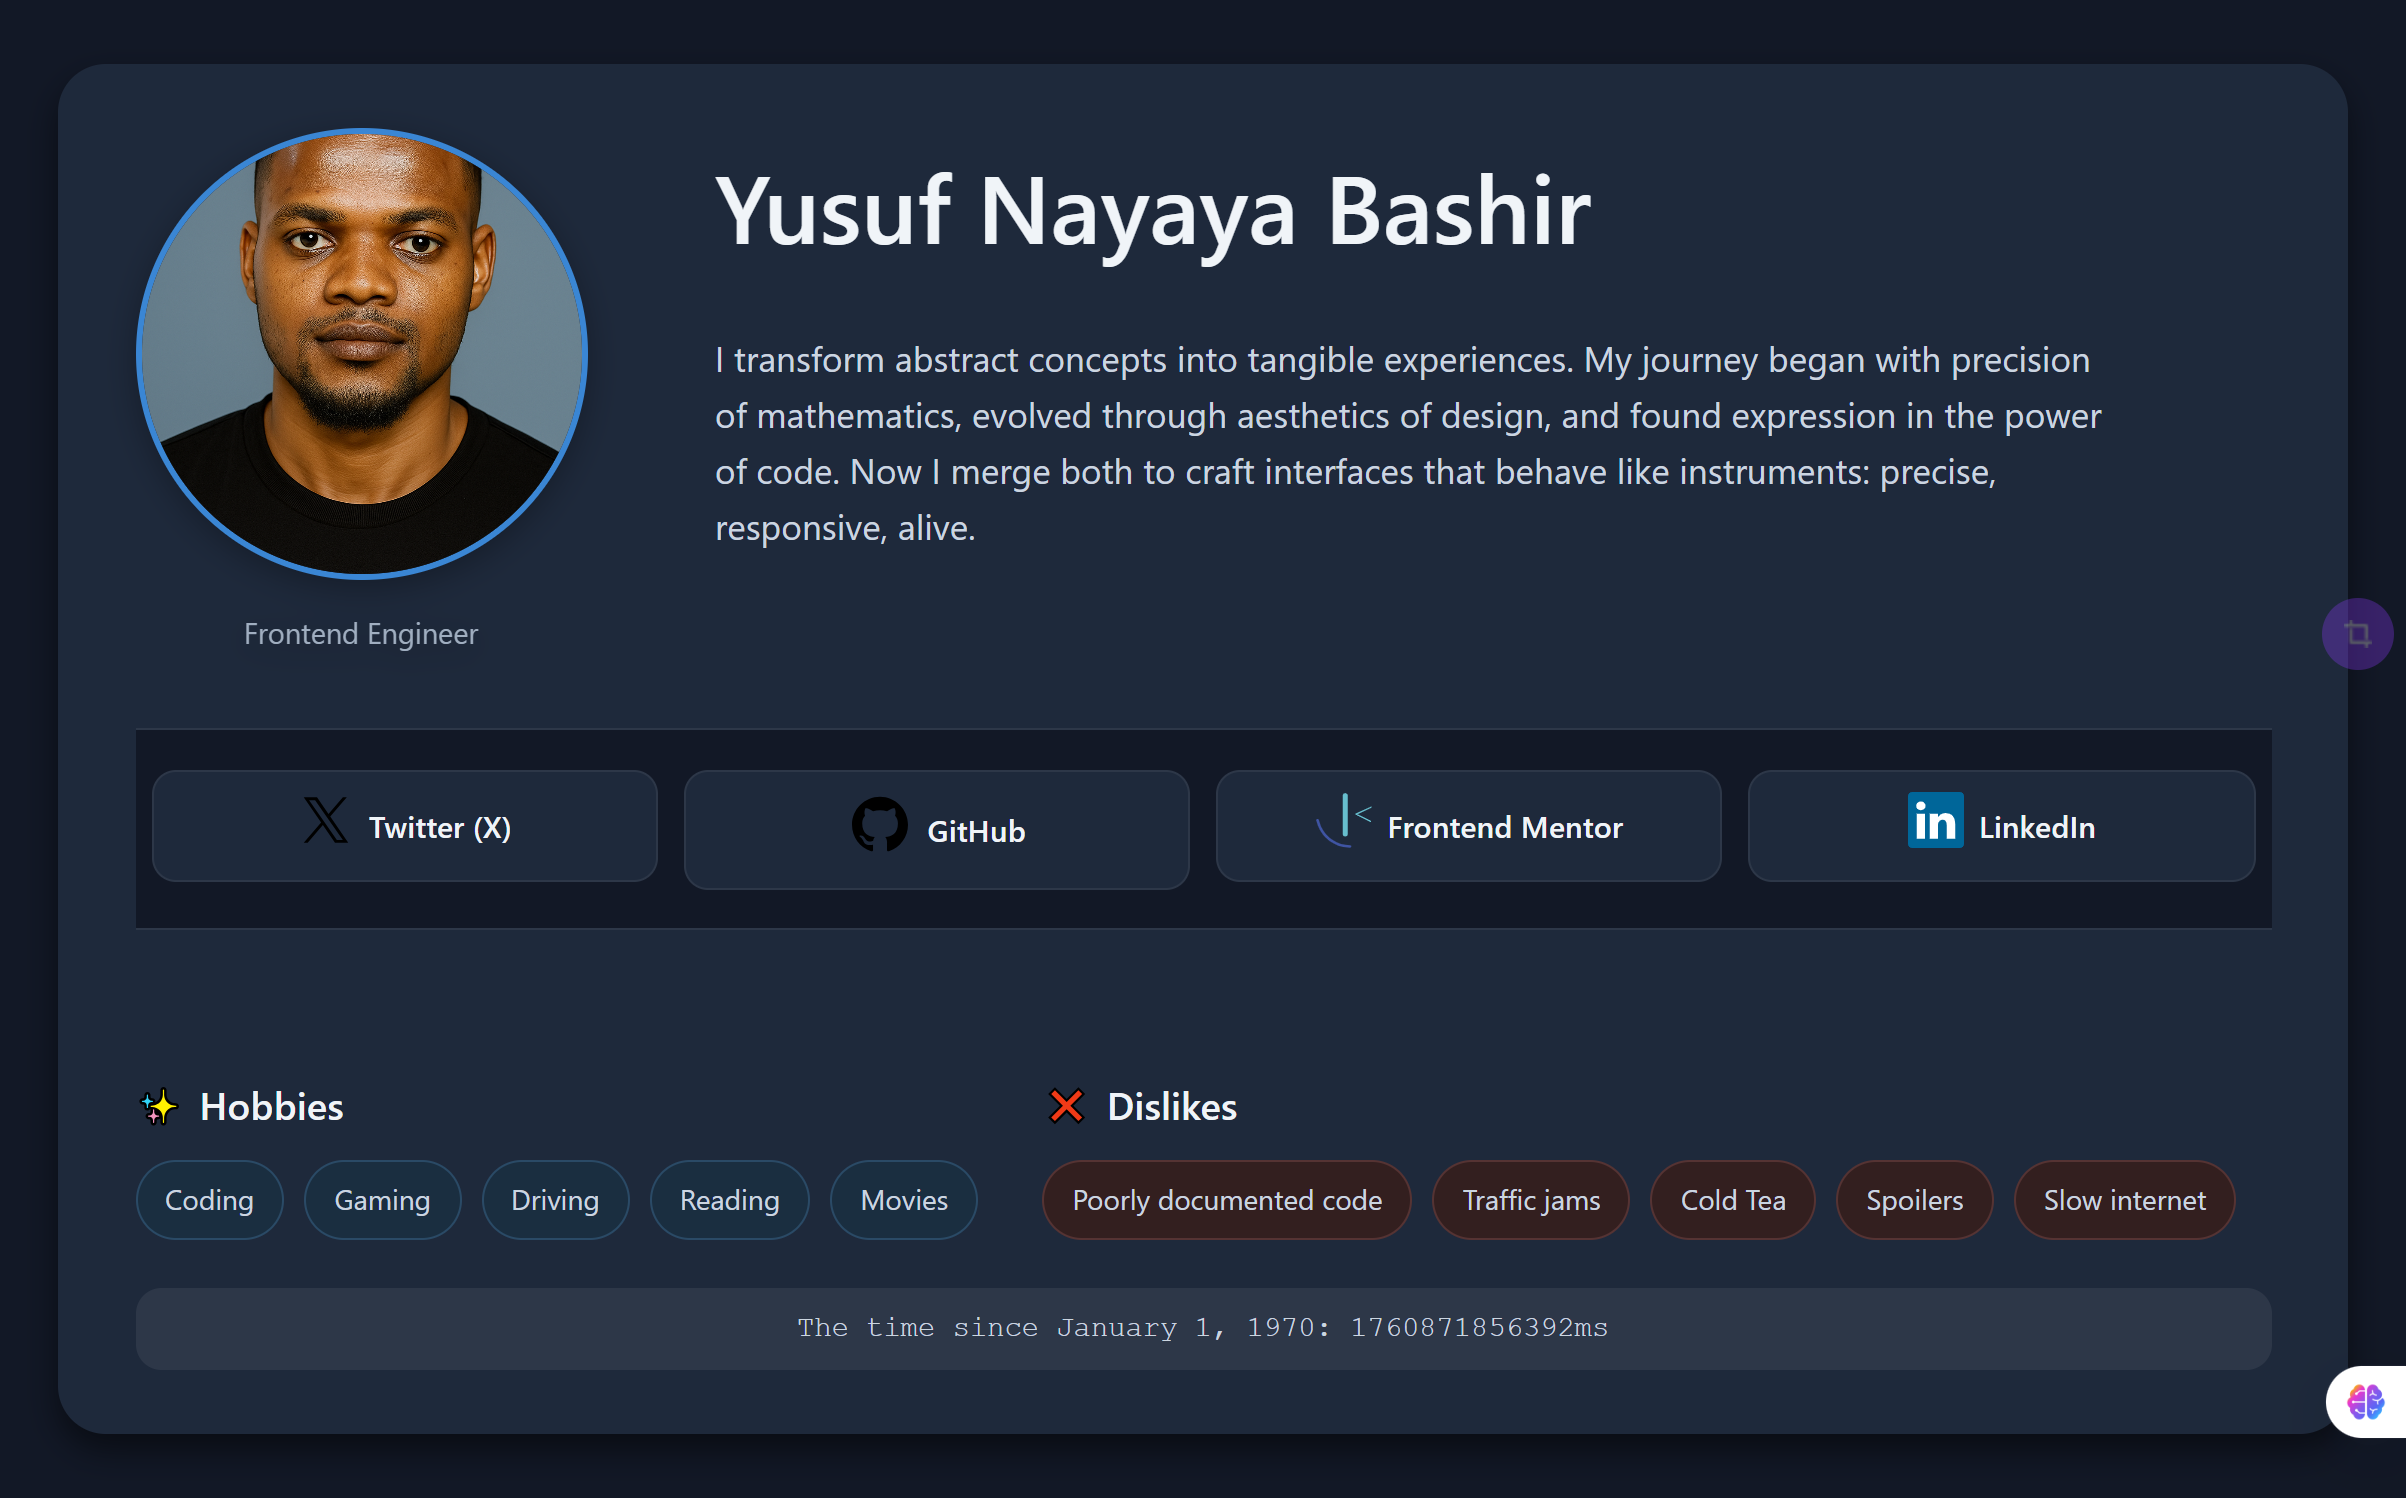 Yusuf Nayaya Bashir
I transform abstract concepts into tangible experiences. My journey began with precision
of mathematics, evolved through aesthetics of design, and found expression in the power
of code. Now I merge both to craft interfaces that behave like instruments: precise,
responsive, alive.
Frontend Engineer
Twitter (X)
GitHub
Frontend Mentor
in LinkedIn
✨ Hobbies
Coding
Gaming
Driving
Reading
Movies
❌ Dislikes
Poorly documented code
Traffic jams
Cold Tea
Spoilers
Slow internet
The time since January 1, 1970: 1760871856392ms